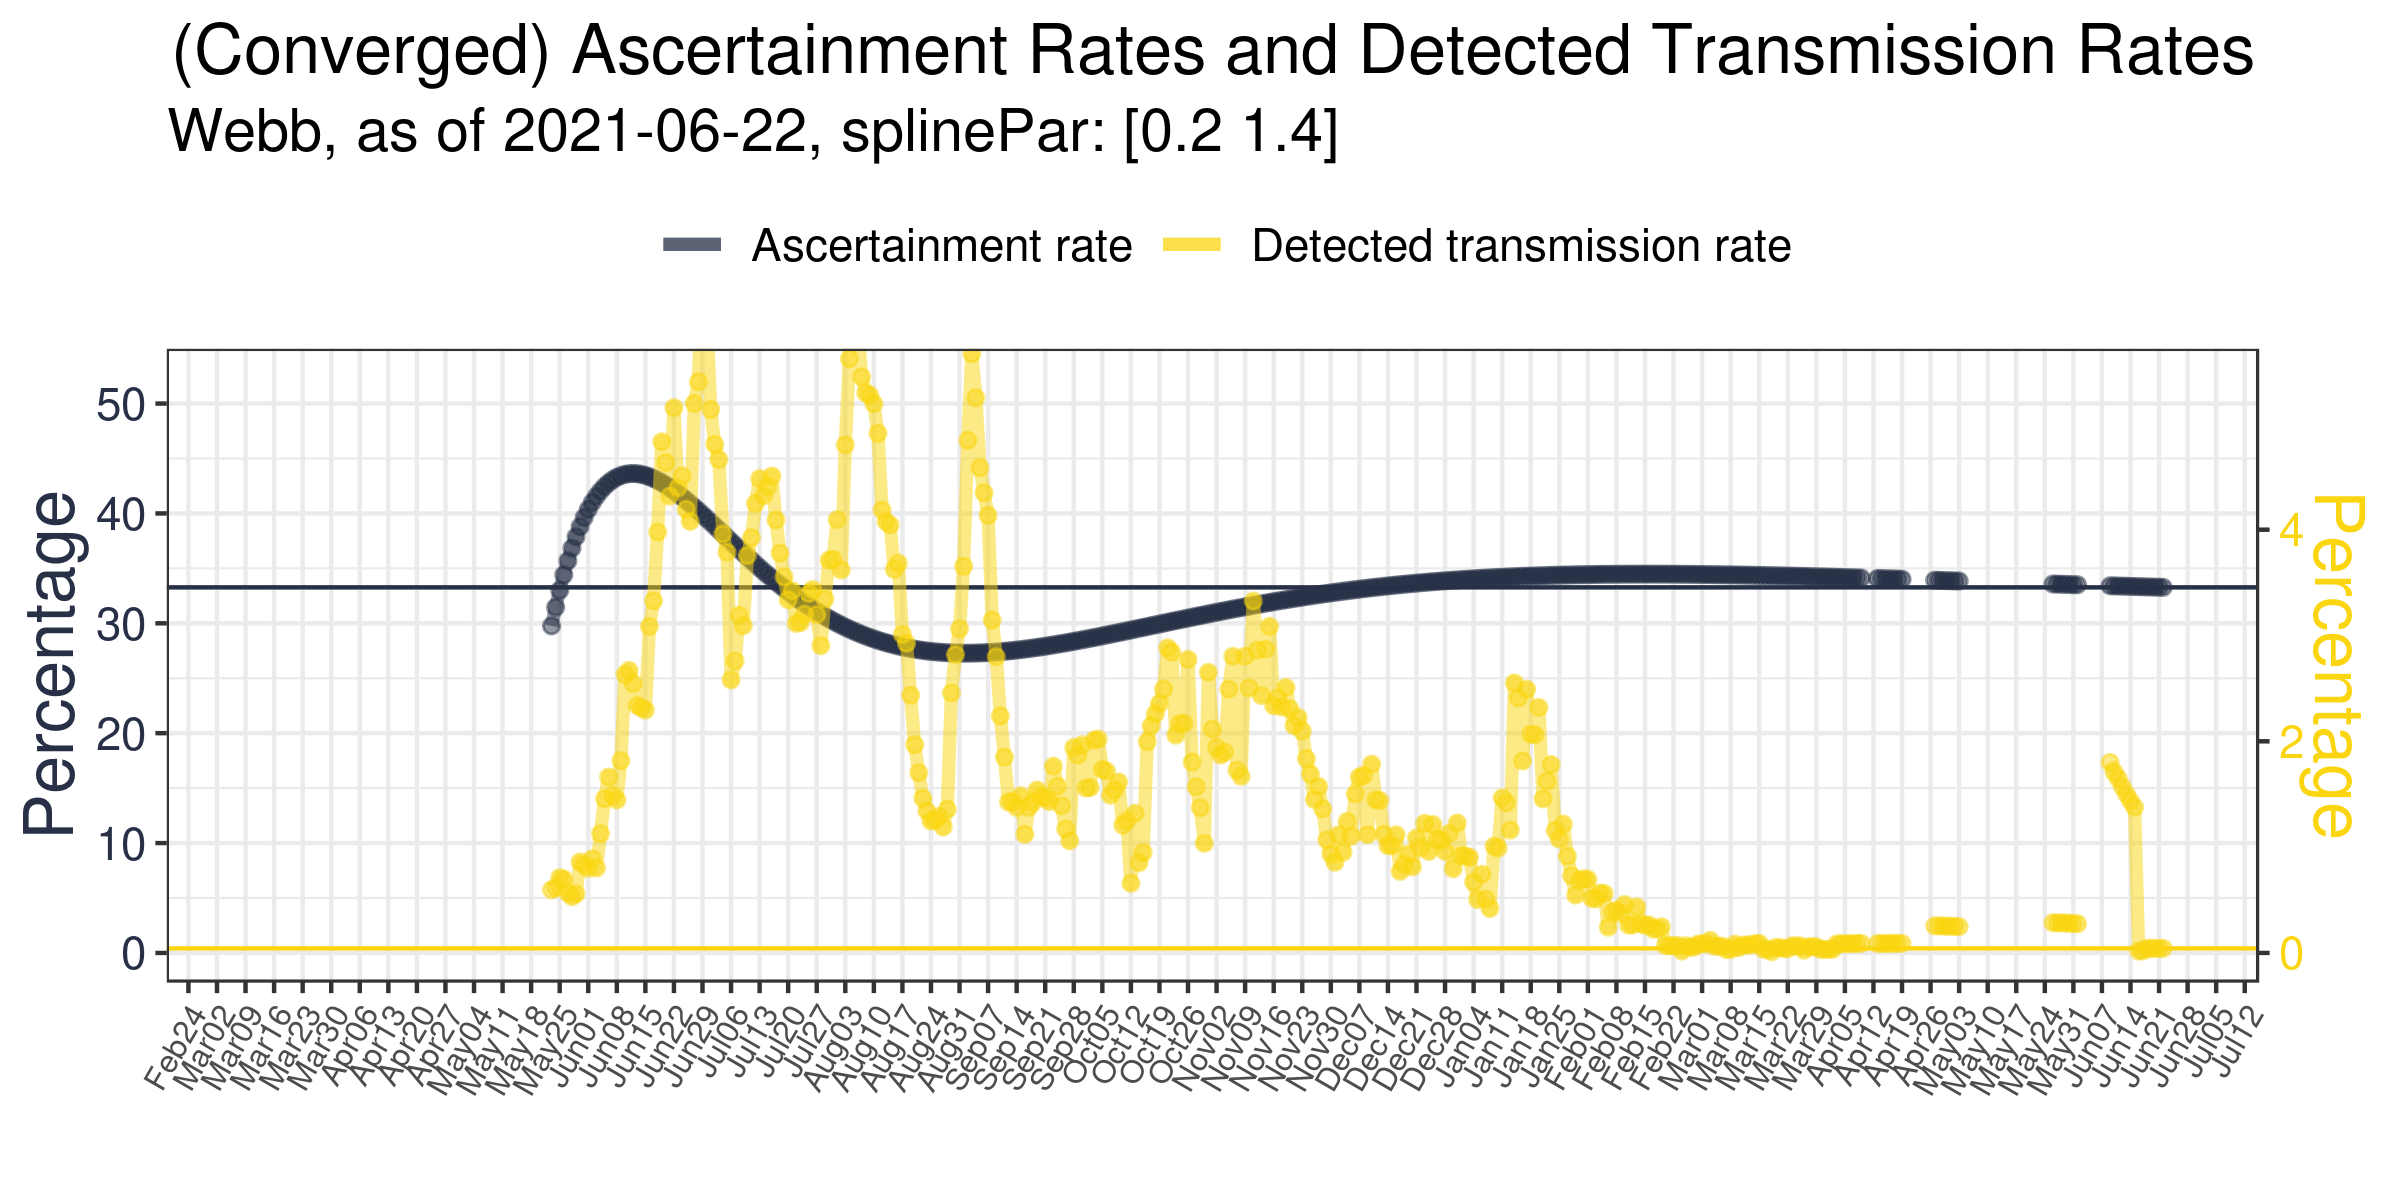 (Converged) Ascertainment Rates and Detected Transmission Rates
Webb, as of 2021-06-22, splinePar: [0.2 1.4]
Ascertainment rate
Detected transmission rate
Percentage
50
40
30
20
10
0
4
2
0
Percentage
Feb24
Mar02
Mar09
Mar16
Mar23
Mar30
Apr06
Apr13
Apr20
Apr27
May04
May11
May18
May25
Jun01
Jun08
Jun15
Jun22
Jun29
Jul06
Jul13
Jul20
Jul27
Aug03
Aug10
Aug17
Aug24
Aug31
Sep07
Sep14
Sep21
Sep28
Oct05
Oct12
Oct19
Oct26
Nov02
Nov09
Nov16
Nov23
Nov30
Dec07
Dec14
Dec21
Dec28
Jan04
Jan11
Jan18
Jan25
Feb01
Feb08
Feb15
Feb22
Mar01
Mar08
Mar15
Mar22
Mar29
Apr05
Apr12
Apr19
Apr26
May03
May10
May17
May24
May31
Jun07
Jun14
Jun21
Jun28
Jul05
Jul12